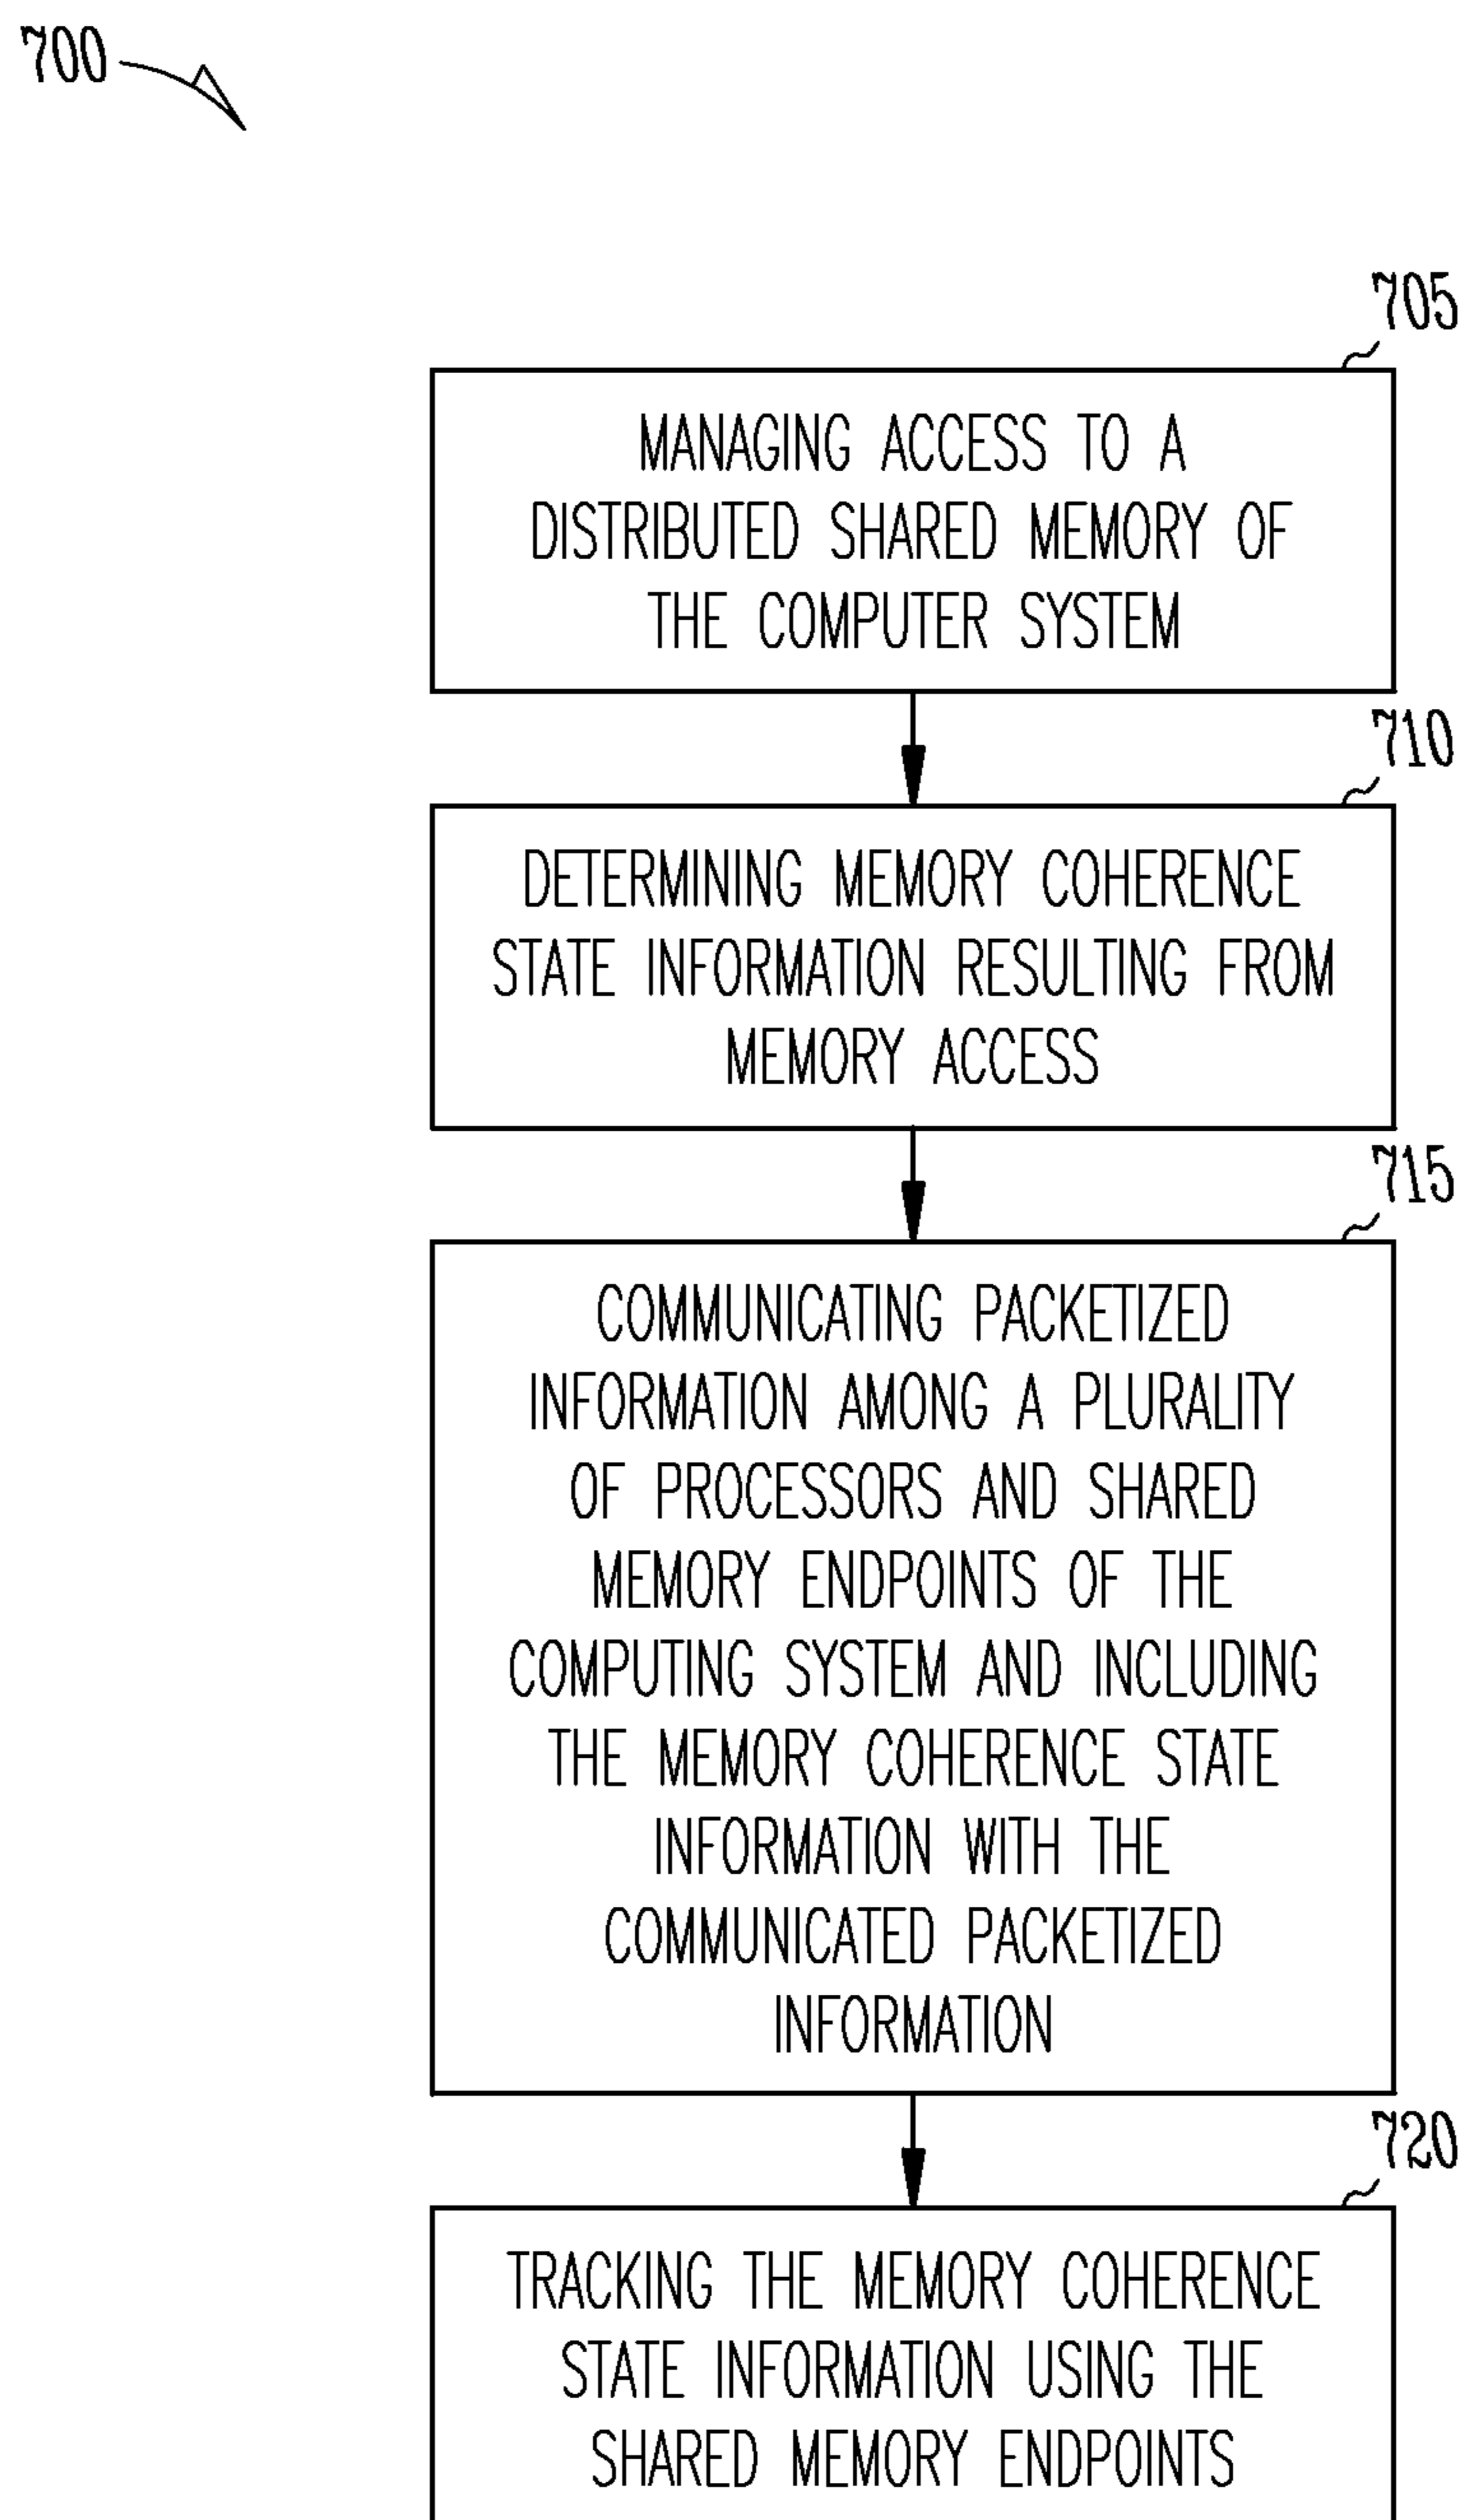 700
705
MANAGING ACCESS TO A
DISTRIBUTED SHARED MEMORY OF
THE COMPUTER SYSTEM
710
DETERMINING MEMORY COHERENCE
STATE INFORMATION RESULTING FROM
MEMORY ACCESS
715
COMMUNICATING PACKETIZED
INFORMATION AMONG A PLURALITY
OF PROCESSORS AND SHARED
MEMORY ENDPOINTS OF THE
COMPUTING SYSTEM AND INCLUDING
THE MEMORY COHERENCE STATE
INFORMATION WITH THE
COMMUNICATED PACKETIZED
INFORMATION
720
TRACKING THE MEMORY COHERENCE
STATE INFORMATION USING THE
SHARED MEMORY ENDPOINTS